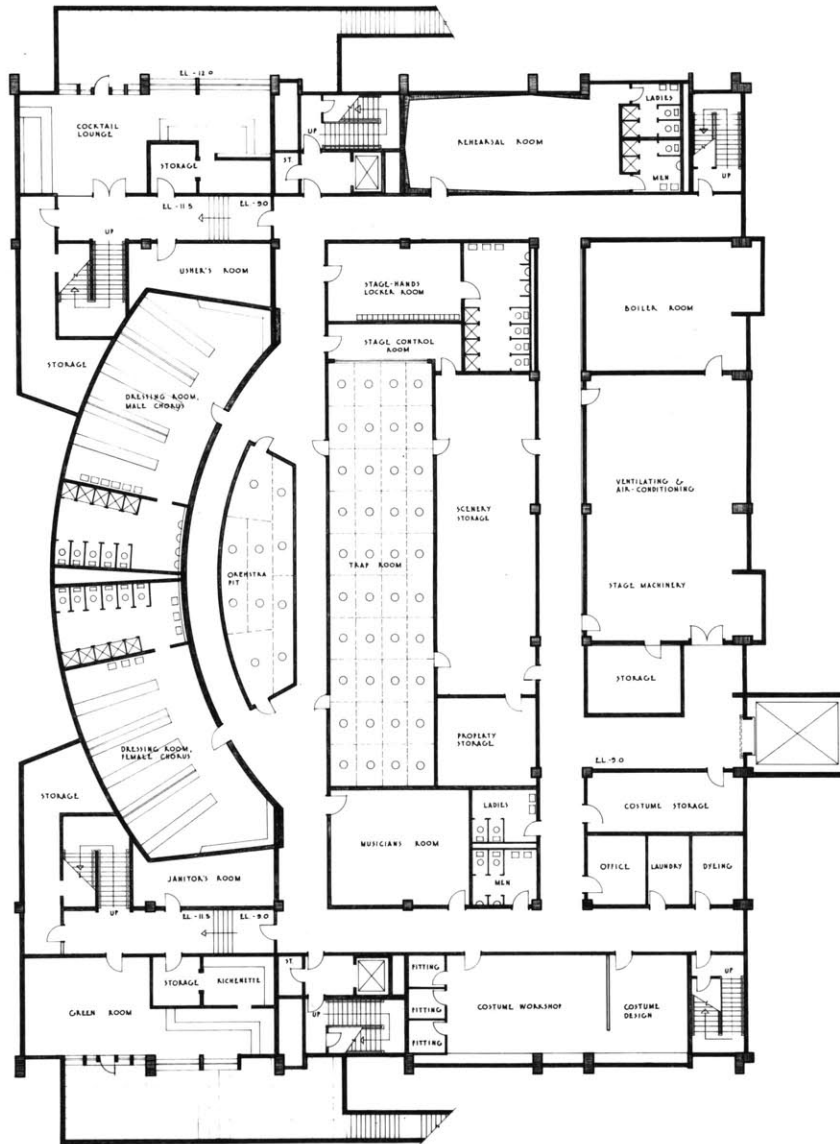 EL -12.0
COCKTAIL
LOUNGE
STORAGE
UP
ST.
REHEARSAL ROOM
LADIES
MEN
UP
EL -11.5
EL -9.0
UP
USHER'S ROOM
STORAGE
STAGE-HANDS
LOCKER ROOM
STAGE CONTROL
ROOM
BOILER ROOM
DRESSING ROOM,
MALE CHORUS
VENTILATING &
AIR-CONDITIONING
SCENERY
STORAGE
TRAP ROOM
ORCHSTRA
PIT
STAGE MACHINERY
STORAGE
PROPERTY
STORAGE
DRESSING ROOM,
FEMALE CHORUS
EL -9.0
STORAGE
LADIES
COSTUME STORAGE
MUSICIANS ROOM
MEN
OFFICE
LAUNDRY
DYEING
JANITOR'S ROOM
UP
EL -11.5
EL -9.0
ST.
STORAGE
KICHENETTE
GREEN ROOM
UP
FITTING
FITTING
FITTING
COSTUME WORKSHOP
COSTUME
DESIGN
UP